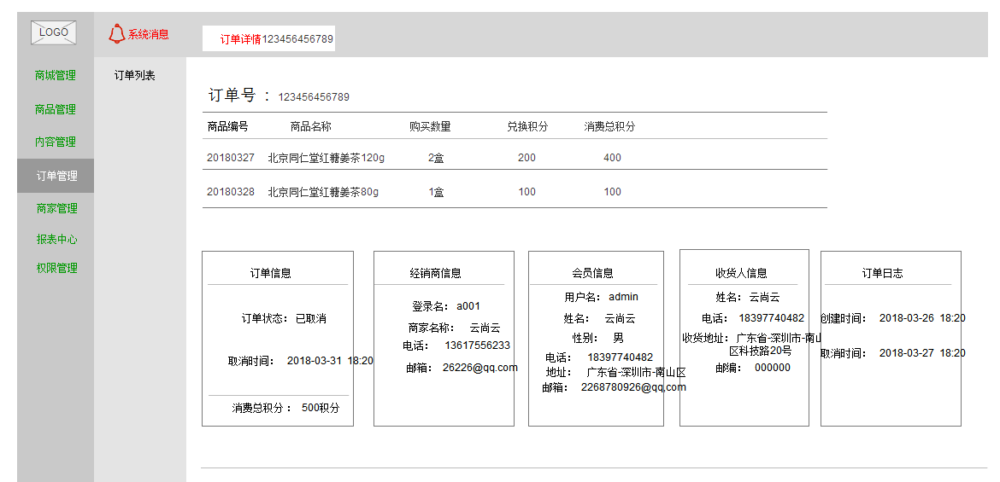 LOGO
系统消息
订单详情123456456789
商城管理
商品管理
内容管理
订单管理
商家管理
报表中心
权限管理
订单列表
订单号 : 123456456789
商品编号 商品名称 购买数量 兑换积分 消费总积分
20180327 北京同仁堂红糖姜茶120g 2盒 200 400
20180328 北京同仁堂红糖姜茶80g 1盒 100 100
订单信息
订单状态: 已取消
取消时间: 2018-03-31 18:20
消费总积分 : 500积分
经销商信息
登录名: a001
商家名称: 云尚云
电话: 13617556233
邮箱: 26226@qq.com
会员信息
用户名: admin
姓名: 云尚云
性别: 男
电话: 18397740482
地址: 广东省-深圳市-南山区
邮箱: 2268780926@qq.com
收货人信息
姓名: 云尚云
电话: 18397740482
收货地址: 广东省-深圳市-南山
区科技路20号
邮编: 000000
订单日志
创建时间: 2018-03-26 18:20
取消时间: 2018-03-27 18:20